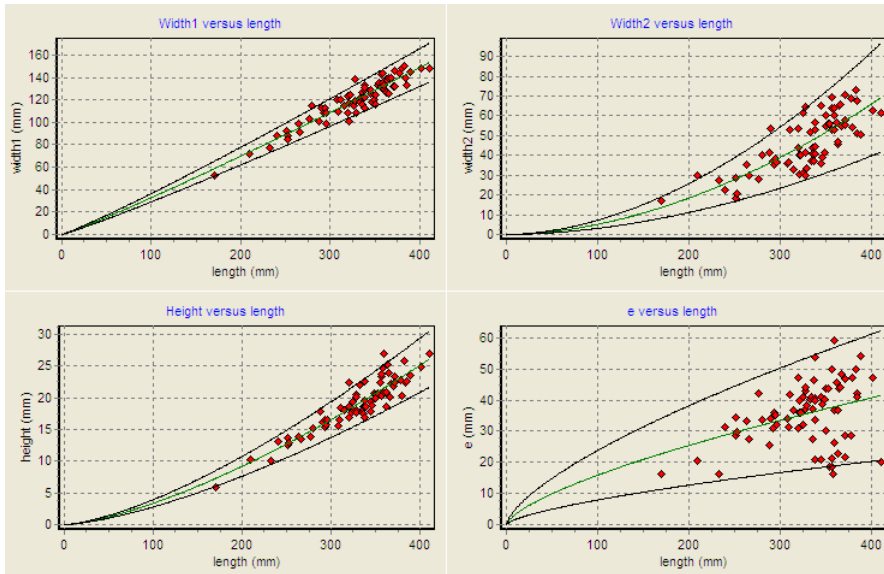 Width1 versus length
160
140
120
100
80
60
40
20
0
width1 (mm)
0 100 200 300 400
length (mm)
Width2 versus length
90
80
70
60
50
40
30
20
10
0
width2 (mm)
0 100 200 300 400
length (mm)
Height versus length
30
25
20
15
10
5
0
height (mm)
0 100 200 300 400
length (mm)
e versus length
60
50
40
30
20
10
0
e (mm)
0 100 200 300 400
length (mm)